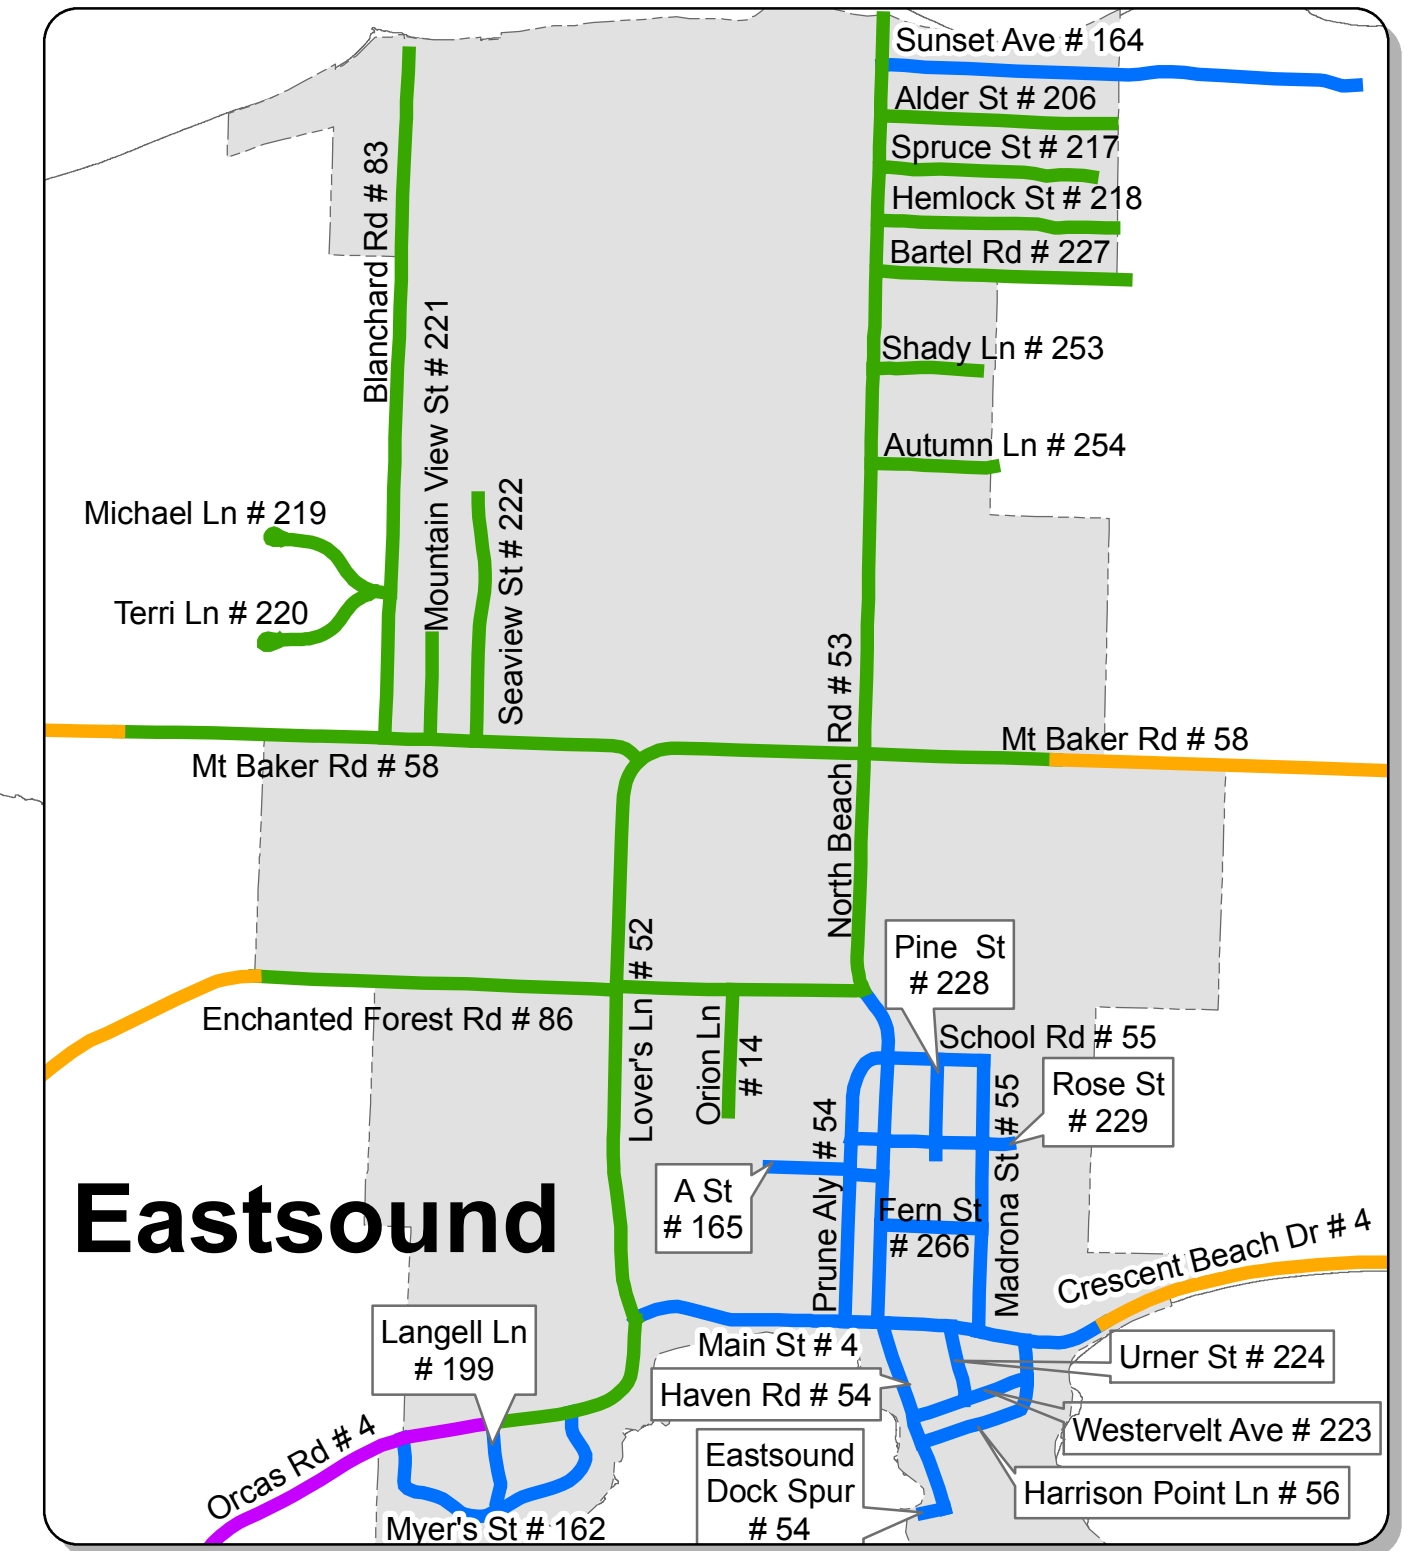 Sunset Ave # 164
Alder St # 206
Spruce St # 217
Hemlock St # 218
Bartel Rd # 227
Blanchard Rd # 83
Mountain View St # 221
Shady Ln # 253
Autumn Ln # 254
Michael Ln # 219
Seaview St # 222
Terri Ln # 220
North Beach Rd # 53
Mt Baker Rd # 58
Mt Baker Rd # 58
Lover's Ln # 52
Pine St
# 228
Enchanted Forest Rd # 86
Orion Ln
# 14
School Rd # 55
Rose St
# 229
Prune Aly # 54
Madrona St # 55
A St
# 165
Eastsound
Fern St
# 266
Crescent Beach Dr # 4
Langell Ln
# 199
Main St # 4
Urner St # 224
Haven Rd # 54
Westervelt Ave # 223
Orcas Rd # 4
Eastsound
Dock Spur
# 54
Harrison Point Ln # 56
Myer's St # 162